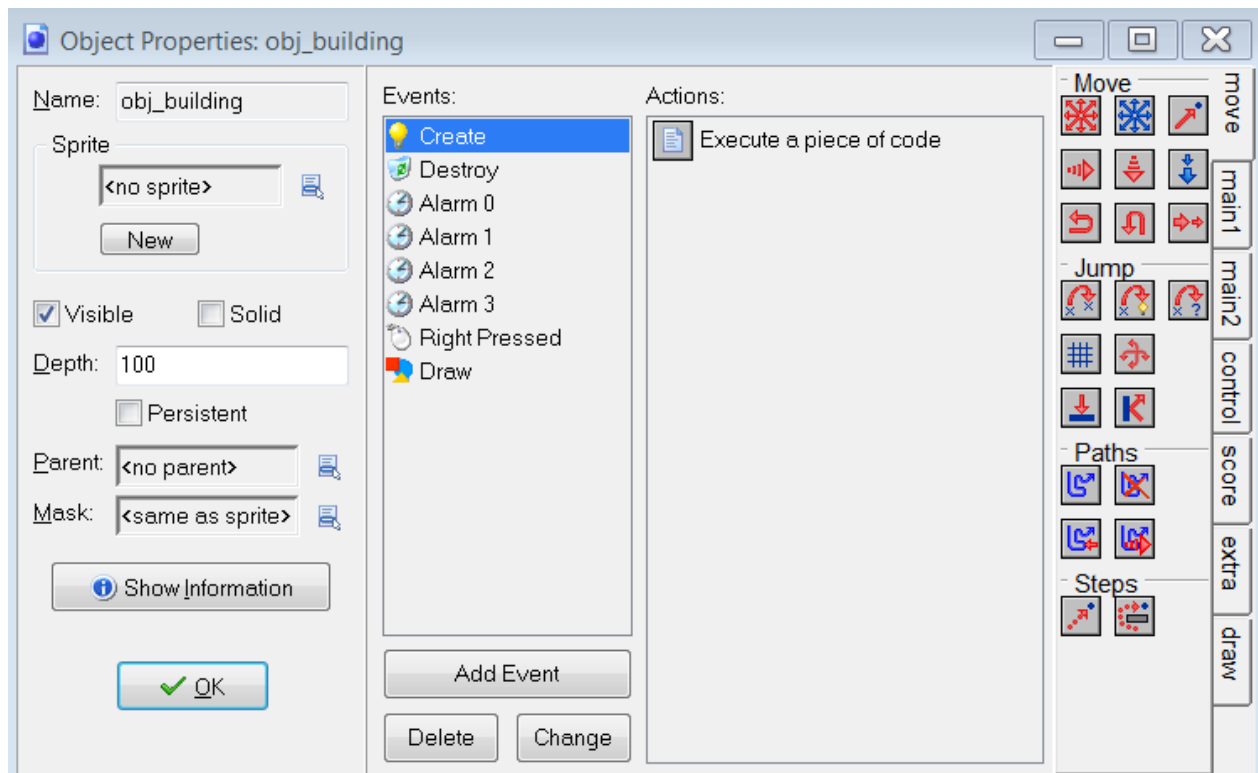 Object Properties: obj_building
Name: obj_building
Sprite
<no sprite>
New
Visible
Solid
Depth: 100
Persistent
Parent: <no parent>
Mask: <same as sprite>
Show Information
OK
Events:
Create
Destroy
Alarm 0
Alarm 1
Alarm 2
Alarm 3
Right Pressed
Draw
Add Event
Delete
Change
Actions:
Execute a piece of code
Move
Jump
Paths
Steps
move
main1
main2
control
score
extra
draw